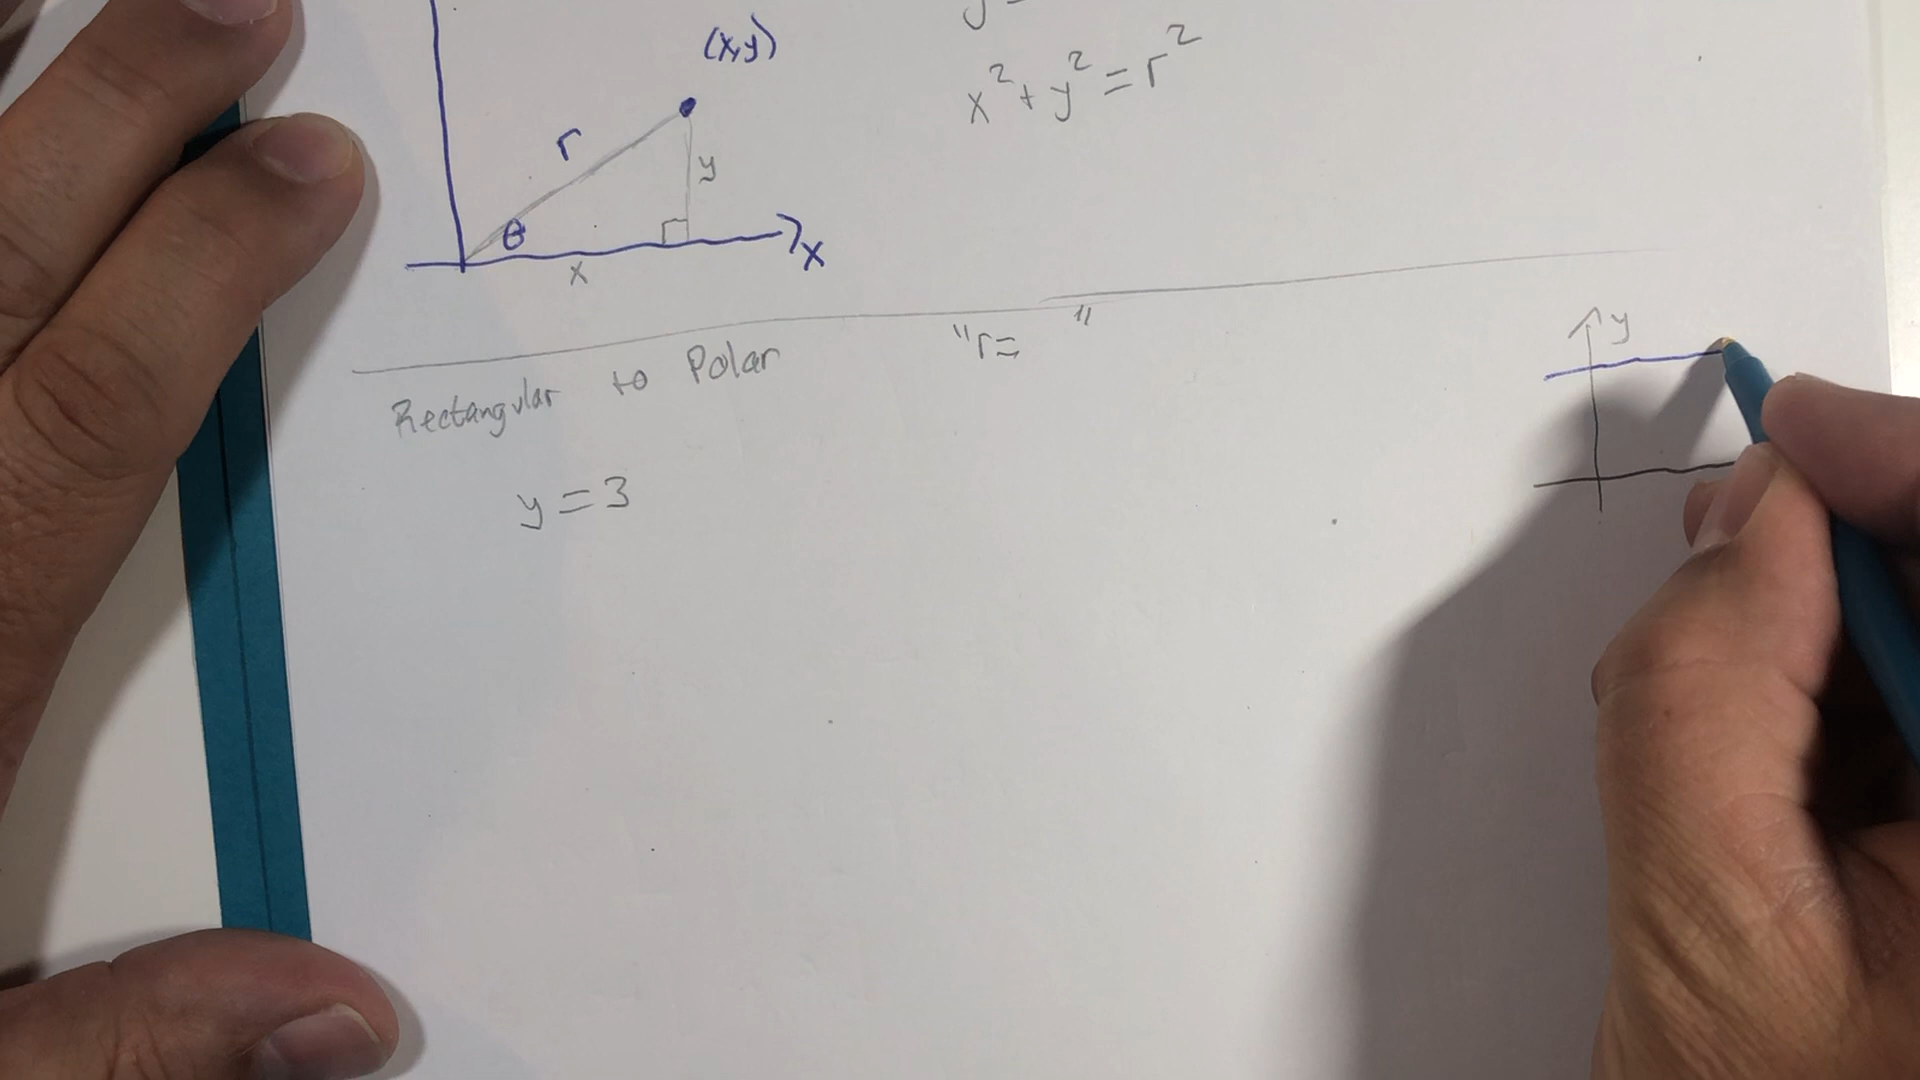 (x,y)
y=
x²+y²=r²
r
y
θ
x
x
"r=    "
Rectangular to Polar
y
y=3